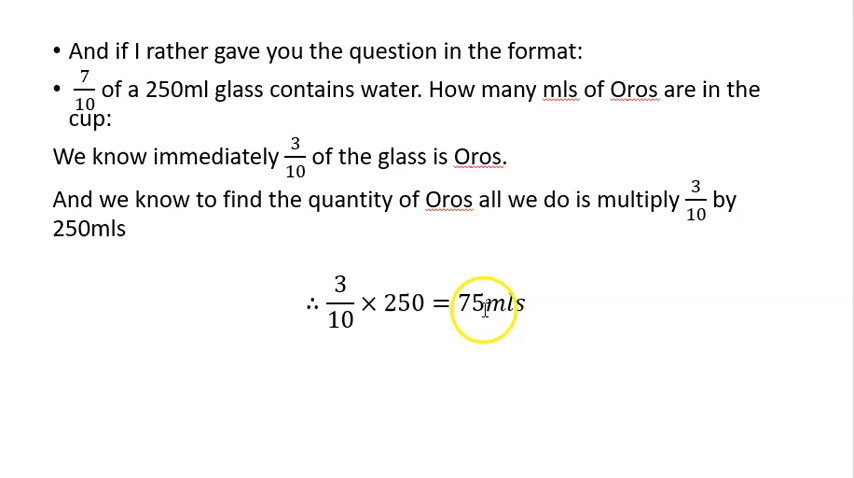 • And if I rather gave you the question in the format:
• 7/10 of a 250ml glass contains water. How many mls of Oros are in the
cup:
We know immediately 3/10 of the glass is Oros.
And we know to find the quantity of Oros all we do is multiply 3/10 by
250mls
∴ 3/10 × 250 = 75mls